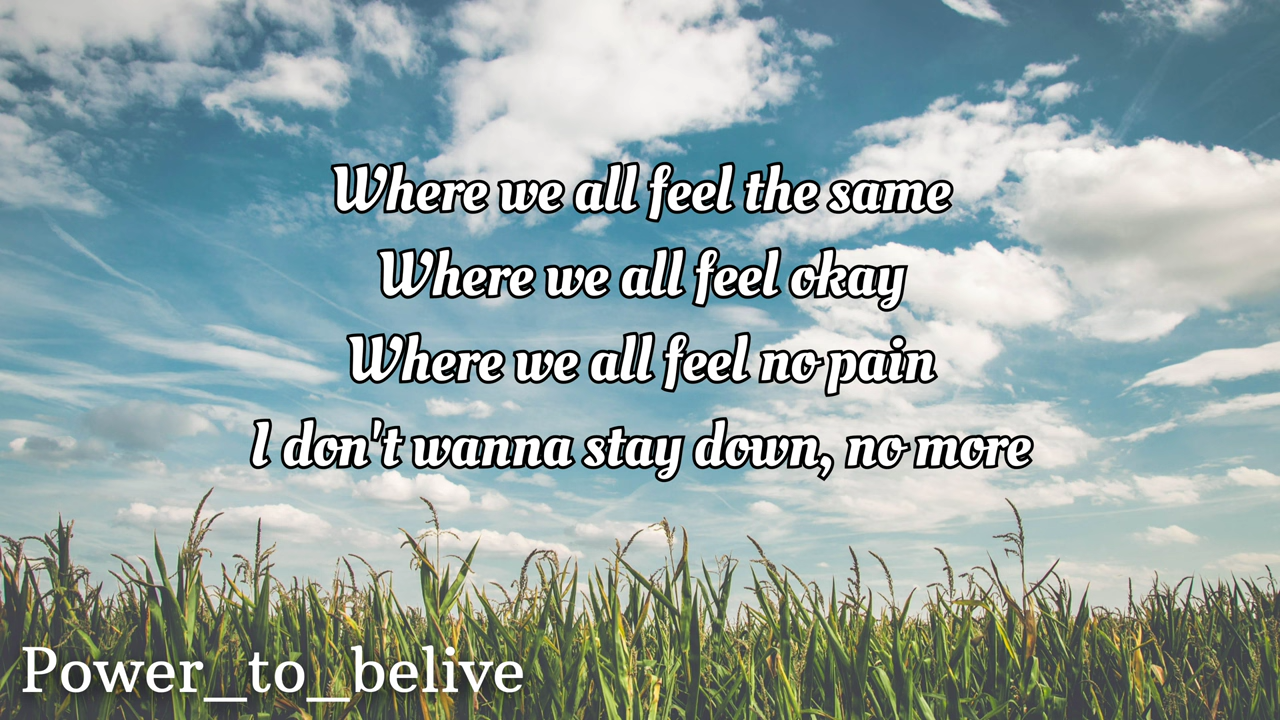 Where we all feel the same
Where we all feel okay
Where we all feel no pain
I don't wanna stay down, no more
Power_to_belive